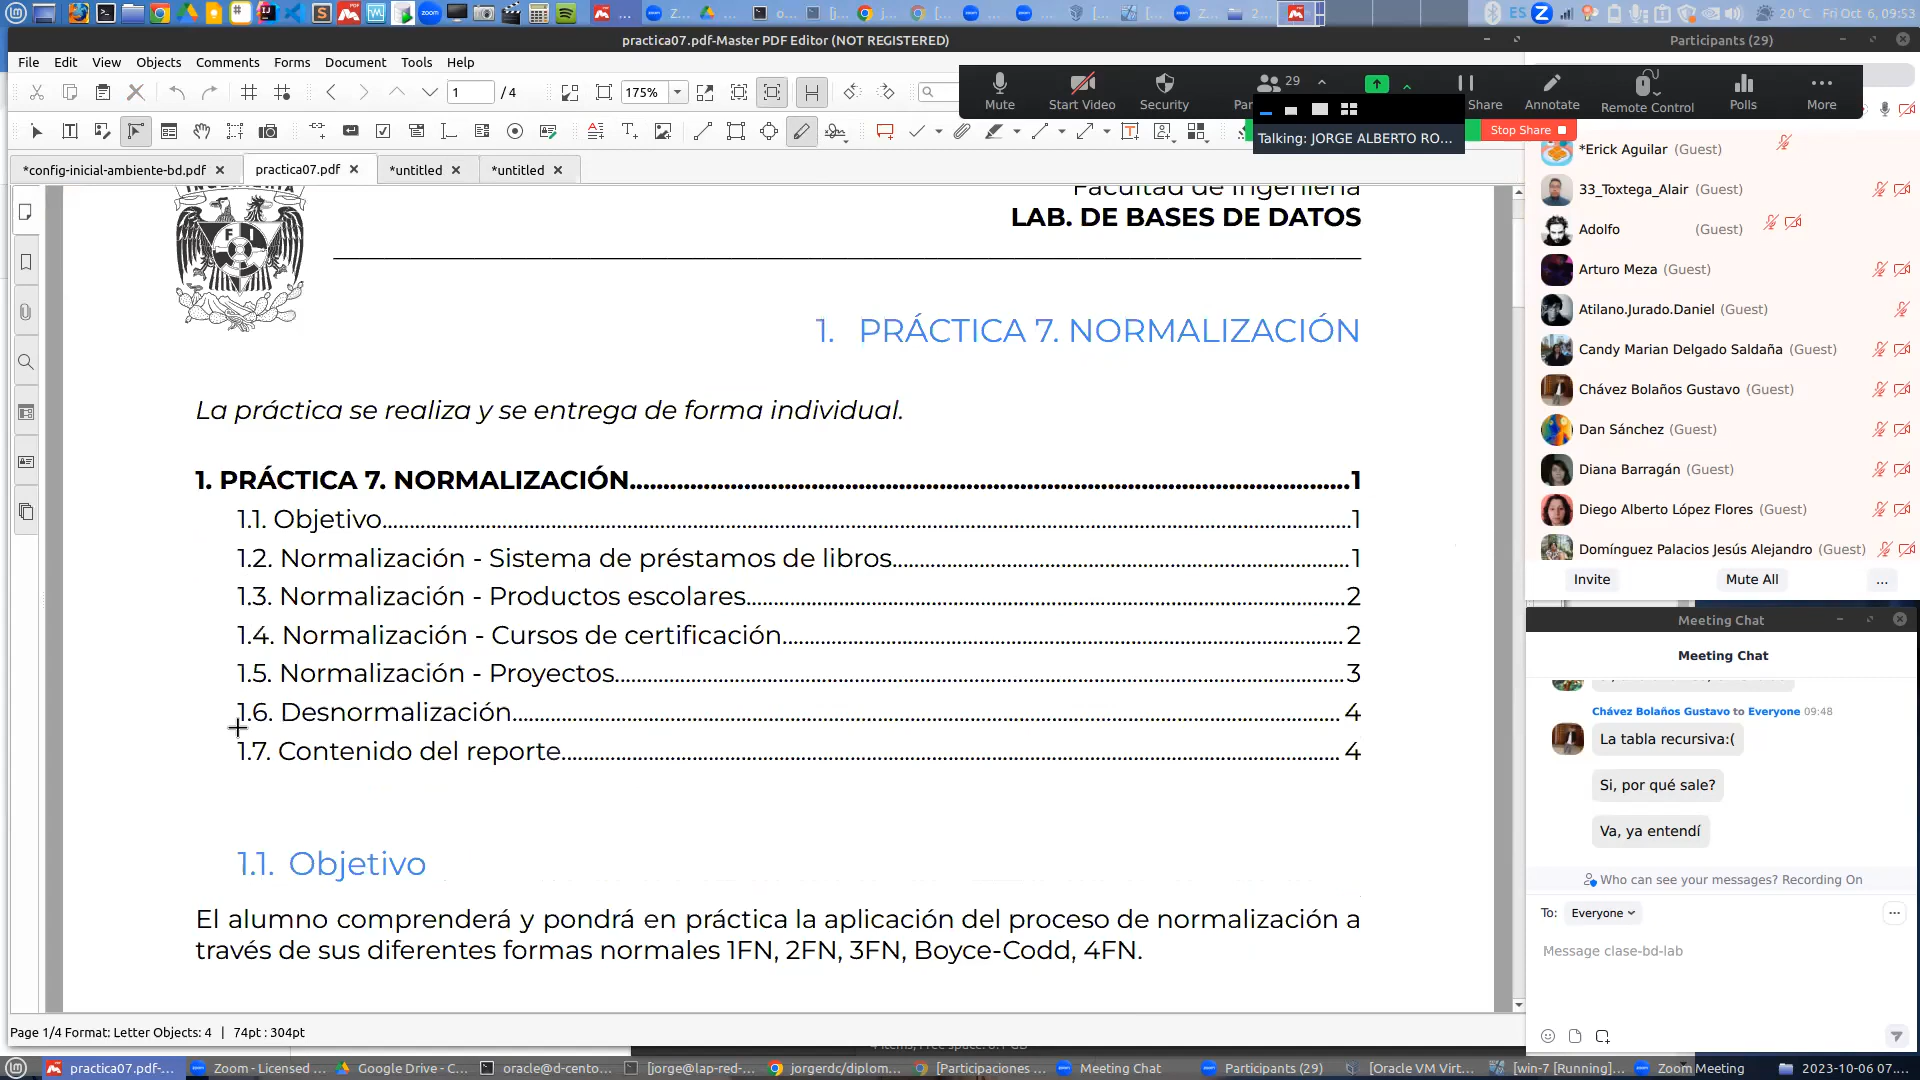 ES
20 °C
Fri Oct 6, 09:53
practica07.pdf-Master PDF Editor (NOT REGISTERED)
Participants (29)
File Edit View Objects Comments Forms Document Tools Help
1 / 4
175%
Mute
Start Video
Security
29
Share
Annotate
Remote Control
Polls
More
Talking: JORGE ALBERTO RO...
Stop Share
*config-inicial-ambiente-bd.pdf
practica07.pdf
*untitled
*untitled
Facultad de Ingeniería
LAB. DE BASES DE DATOS
1. PRÁCTICA 7. NORMALIZACIÓN
La práctica se realiza y se entrega de forma individual.
1. PRÁCTICA 7. NORMALIZACIÓN 1
1.1. Objetivo 1
1.2. Normalización - Sistema de préstamos de libros 1
1.3. Normalización - Productos escolares 2
1.4. Normalización - Cursos de certificación 2
1.5. Normalización - Proyectos 3
1.6. Desnormalización 4
1.7. Contenido del reporte 4
1.1. Objetivo
El alumno comprenderá y pondrá en práctica la aplicación del proceso de normalización a
través de sus diferentes formas normales 1FN, 2FN, 3FN, Boyce-Codd, 4FN.
Page 1/4 Format: Letter Objects: 4 | 74pt : 304pt
*Erick Aguilar (Guest)
33_Toxtega_Alair (Guest)
Adolfo (Guest)
Arturo Meza (Guest)
Atilano.Jurado.Daniel (Guest)
Candy Marian Delgado Saldaña (Guest)
Chávez Bolaños Gustavo (Guest)
Dan Sánchez (Guest)
Diana Barragán (Guest)
Diego Alberto López Flores (Guest)
Domínguez Palacios Jesús Alejandro (Guest)
Invite
Mute All
...
Meeting Chat
Meeting Chat
Chávez Bolaños Gustavo to Everyone 09:48
La tabla recursiva:(
Si, por qué sale?
Va, ya entendí
Who can see your messages? Recording On
To: Everyone
Message clase-bd-lab
practica07.pdf-...
Zoom - Licensed ...
Google Drive - C...
oracle@d-cento...
[jorge@lap-red-...
jorgerdc/diplom...
[Participaciones ...
Meeting Chat
Participants (29)
[Oracle VM Virt...
[win-7 [Running]...
Zoom Meeting
2023-10-06 07....